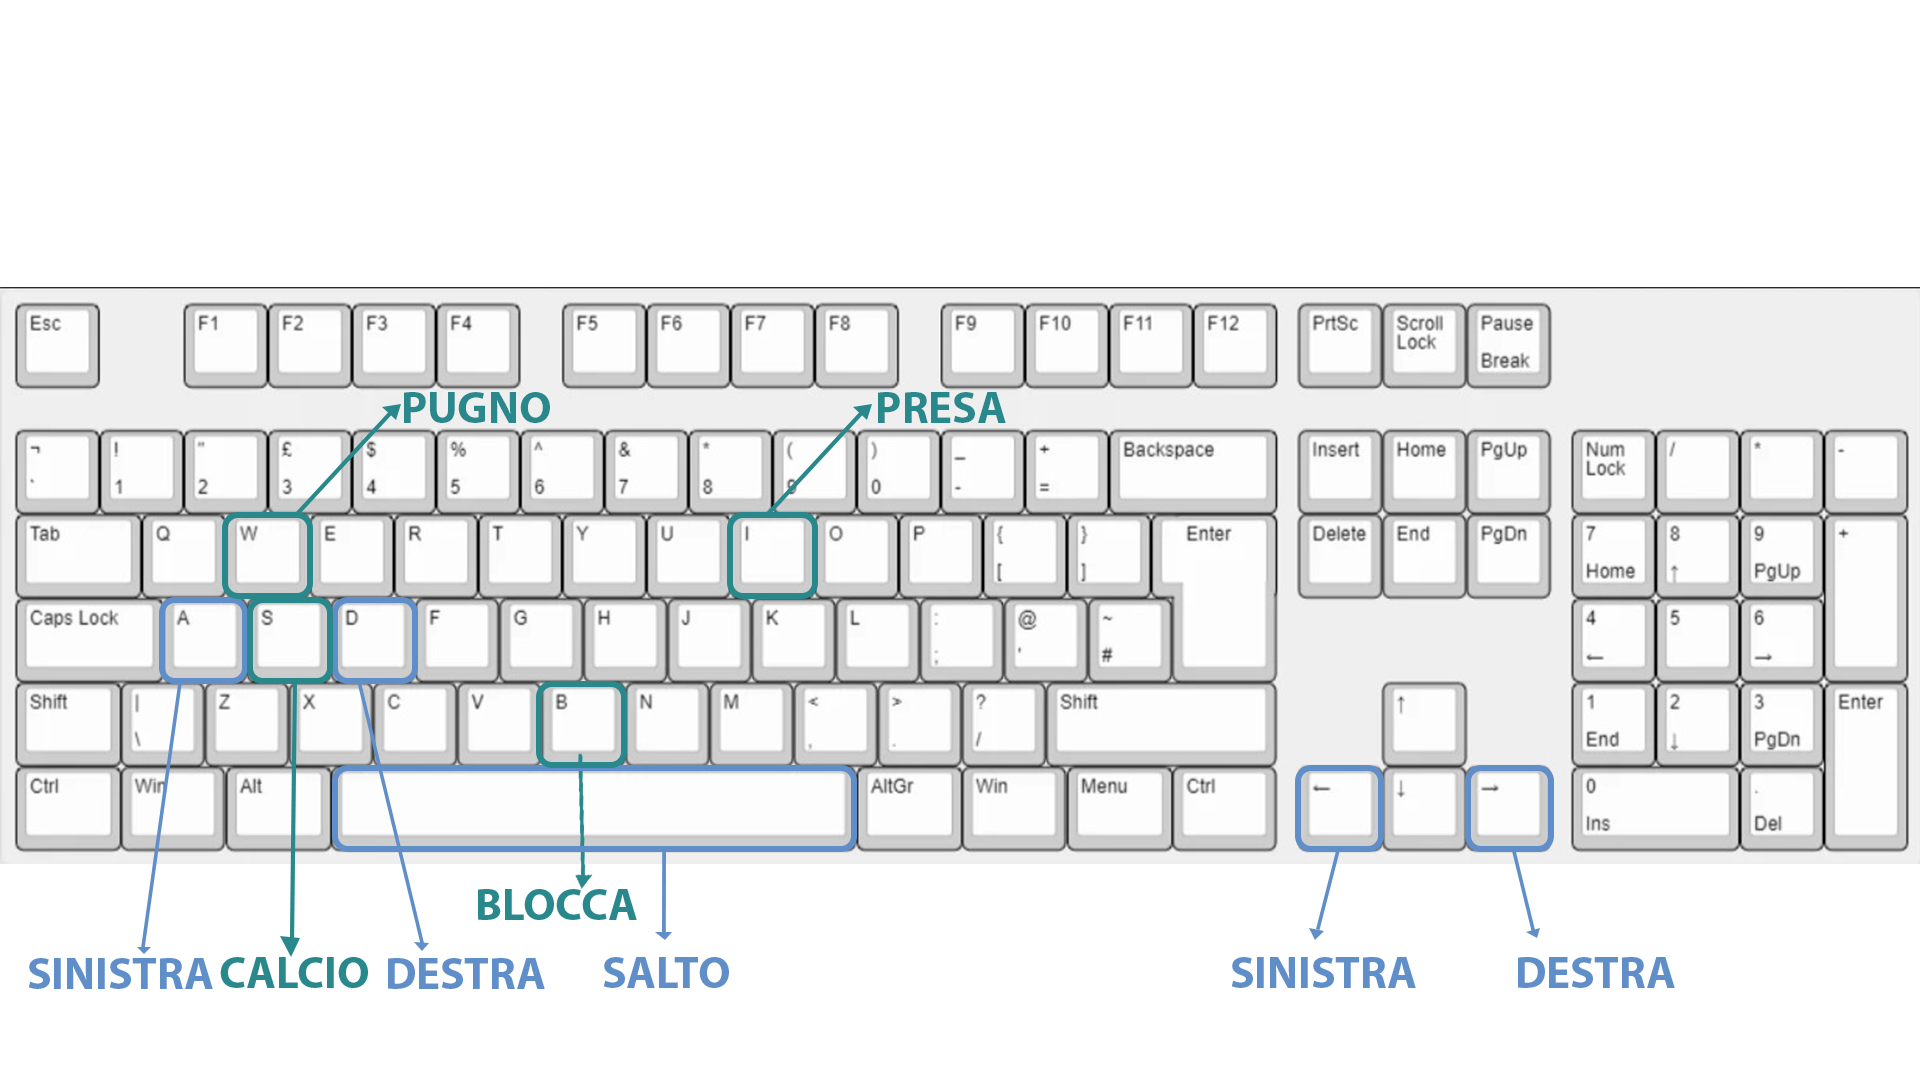 Esc F1 F2 F3 F4 F5 F6 F7 F8 F9 F10 F11 F12 PrtSc Scroll Lock Pause Break
PUGNO PRESA
¬ ` ! 1 " 2 £ 3 $ 4 % 5 ^ 6 & 7 * 8 ( 9 ) 0 _ - + = Backspace Insert Home PgUp Num Lock / * -
Tab Q W E R T Y U I O P { [ } ] Enter Delete End PgDn 7 Home 8 ↑ 9 PgUp +
Caps Lock A S D F G H J K L : ; @ ' ~ # 4 ← 5 6 →
Shift | \ Z X C V B N M < , > . ? / Shift ↑ 1 End 2 ↓ 3 PgDn Enter
Ctrl Win Alt AltGr Win Menu Ctrl ← ↓ → 0 Ins . Del
BLOCCA
SINISTRA CALCIO DESTRA SALTO SINISTRA DESTRA